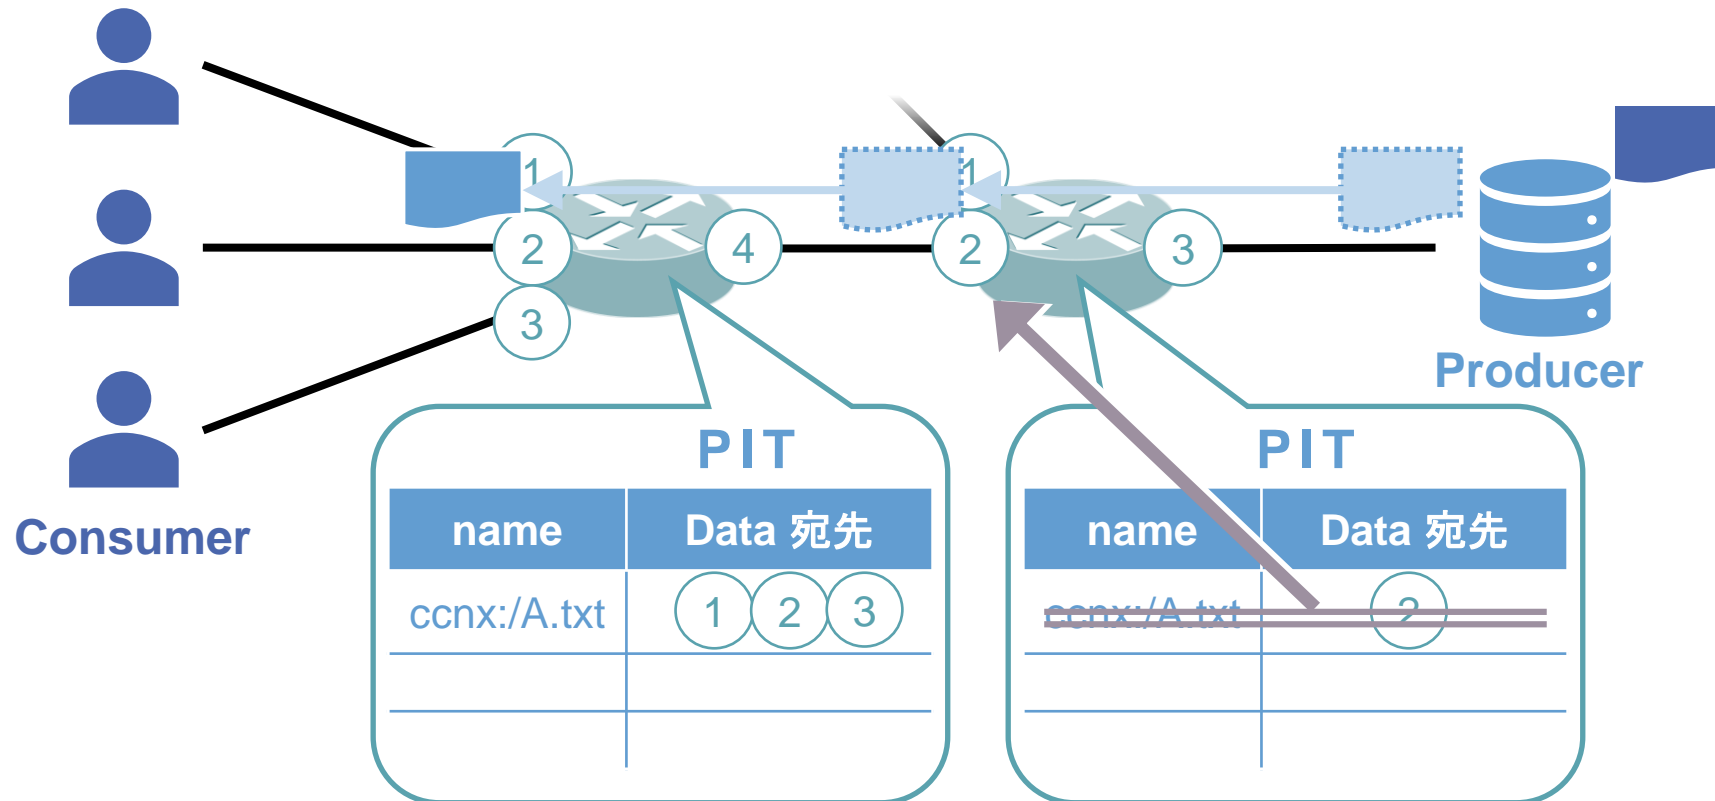 1
1
2
4
2
3
3
Producer
Consumer
PIT
name Data 宛先
ccnx:/A.txt 1 2 3
PIT
name Data 宛先
ccnx:/A.txt 2